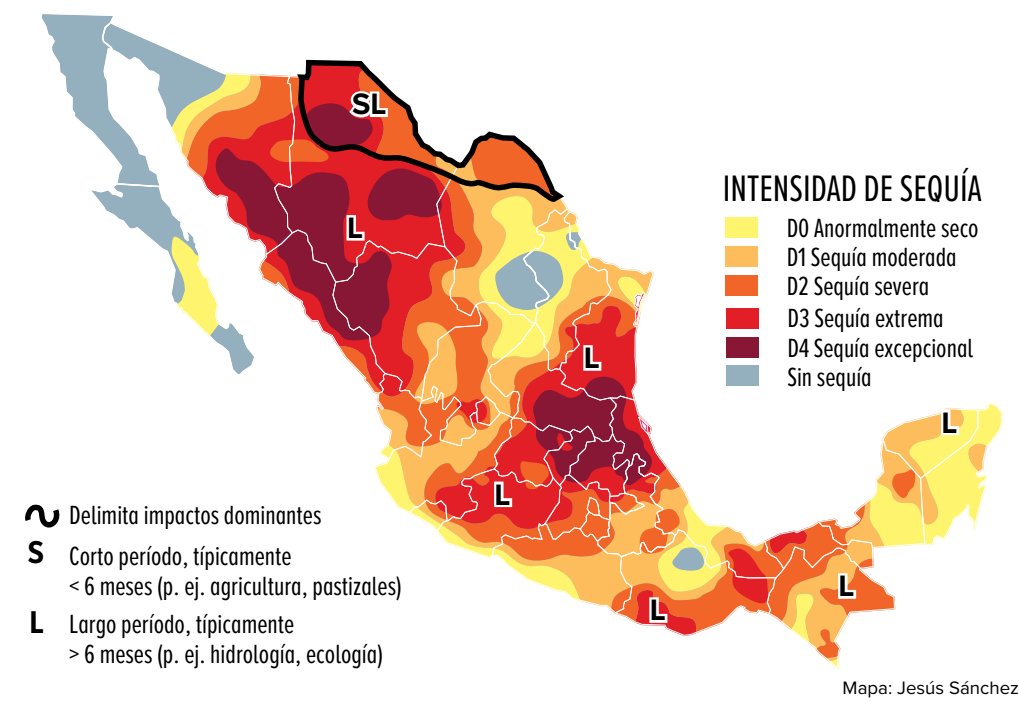 SL
L
L
L
L
L
L
INTENSIDAD DE SEQUÍA
D0 Anormalmente seco
D1 Sequía moderada
D2 Sequía severa
D3 Sequía extrema
D4 Sequía excepcional
Sin sequía
Delimita impactos dominantes
S Corto período, típicamente
< 6 meses (p. ej. agricultura, pastizales)
L Largo período, típicamente
> 6 meses (p. ej. hidrología, ecología)
Mapa: Jesús Sánchez